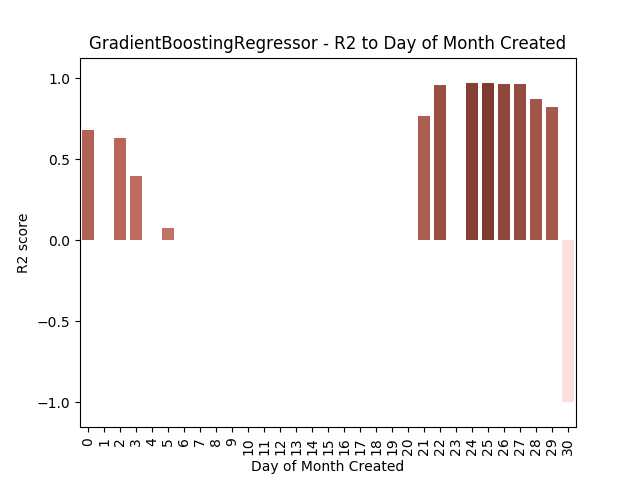 GradientBoostingRegressor - R2 to Day of Month Created
1.0
0.5
0.0
−0.5
−1.0
R2 score
0 1 2 3 4 5 6 7 8 9 10 11 12 13 14 15 16 17 18 19 20 21 22 23 24 25 26 27 28 29 30
Day of Month Created